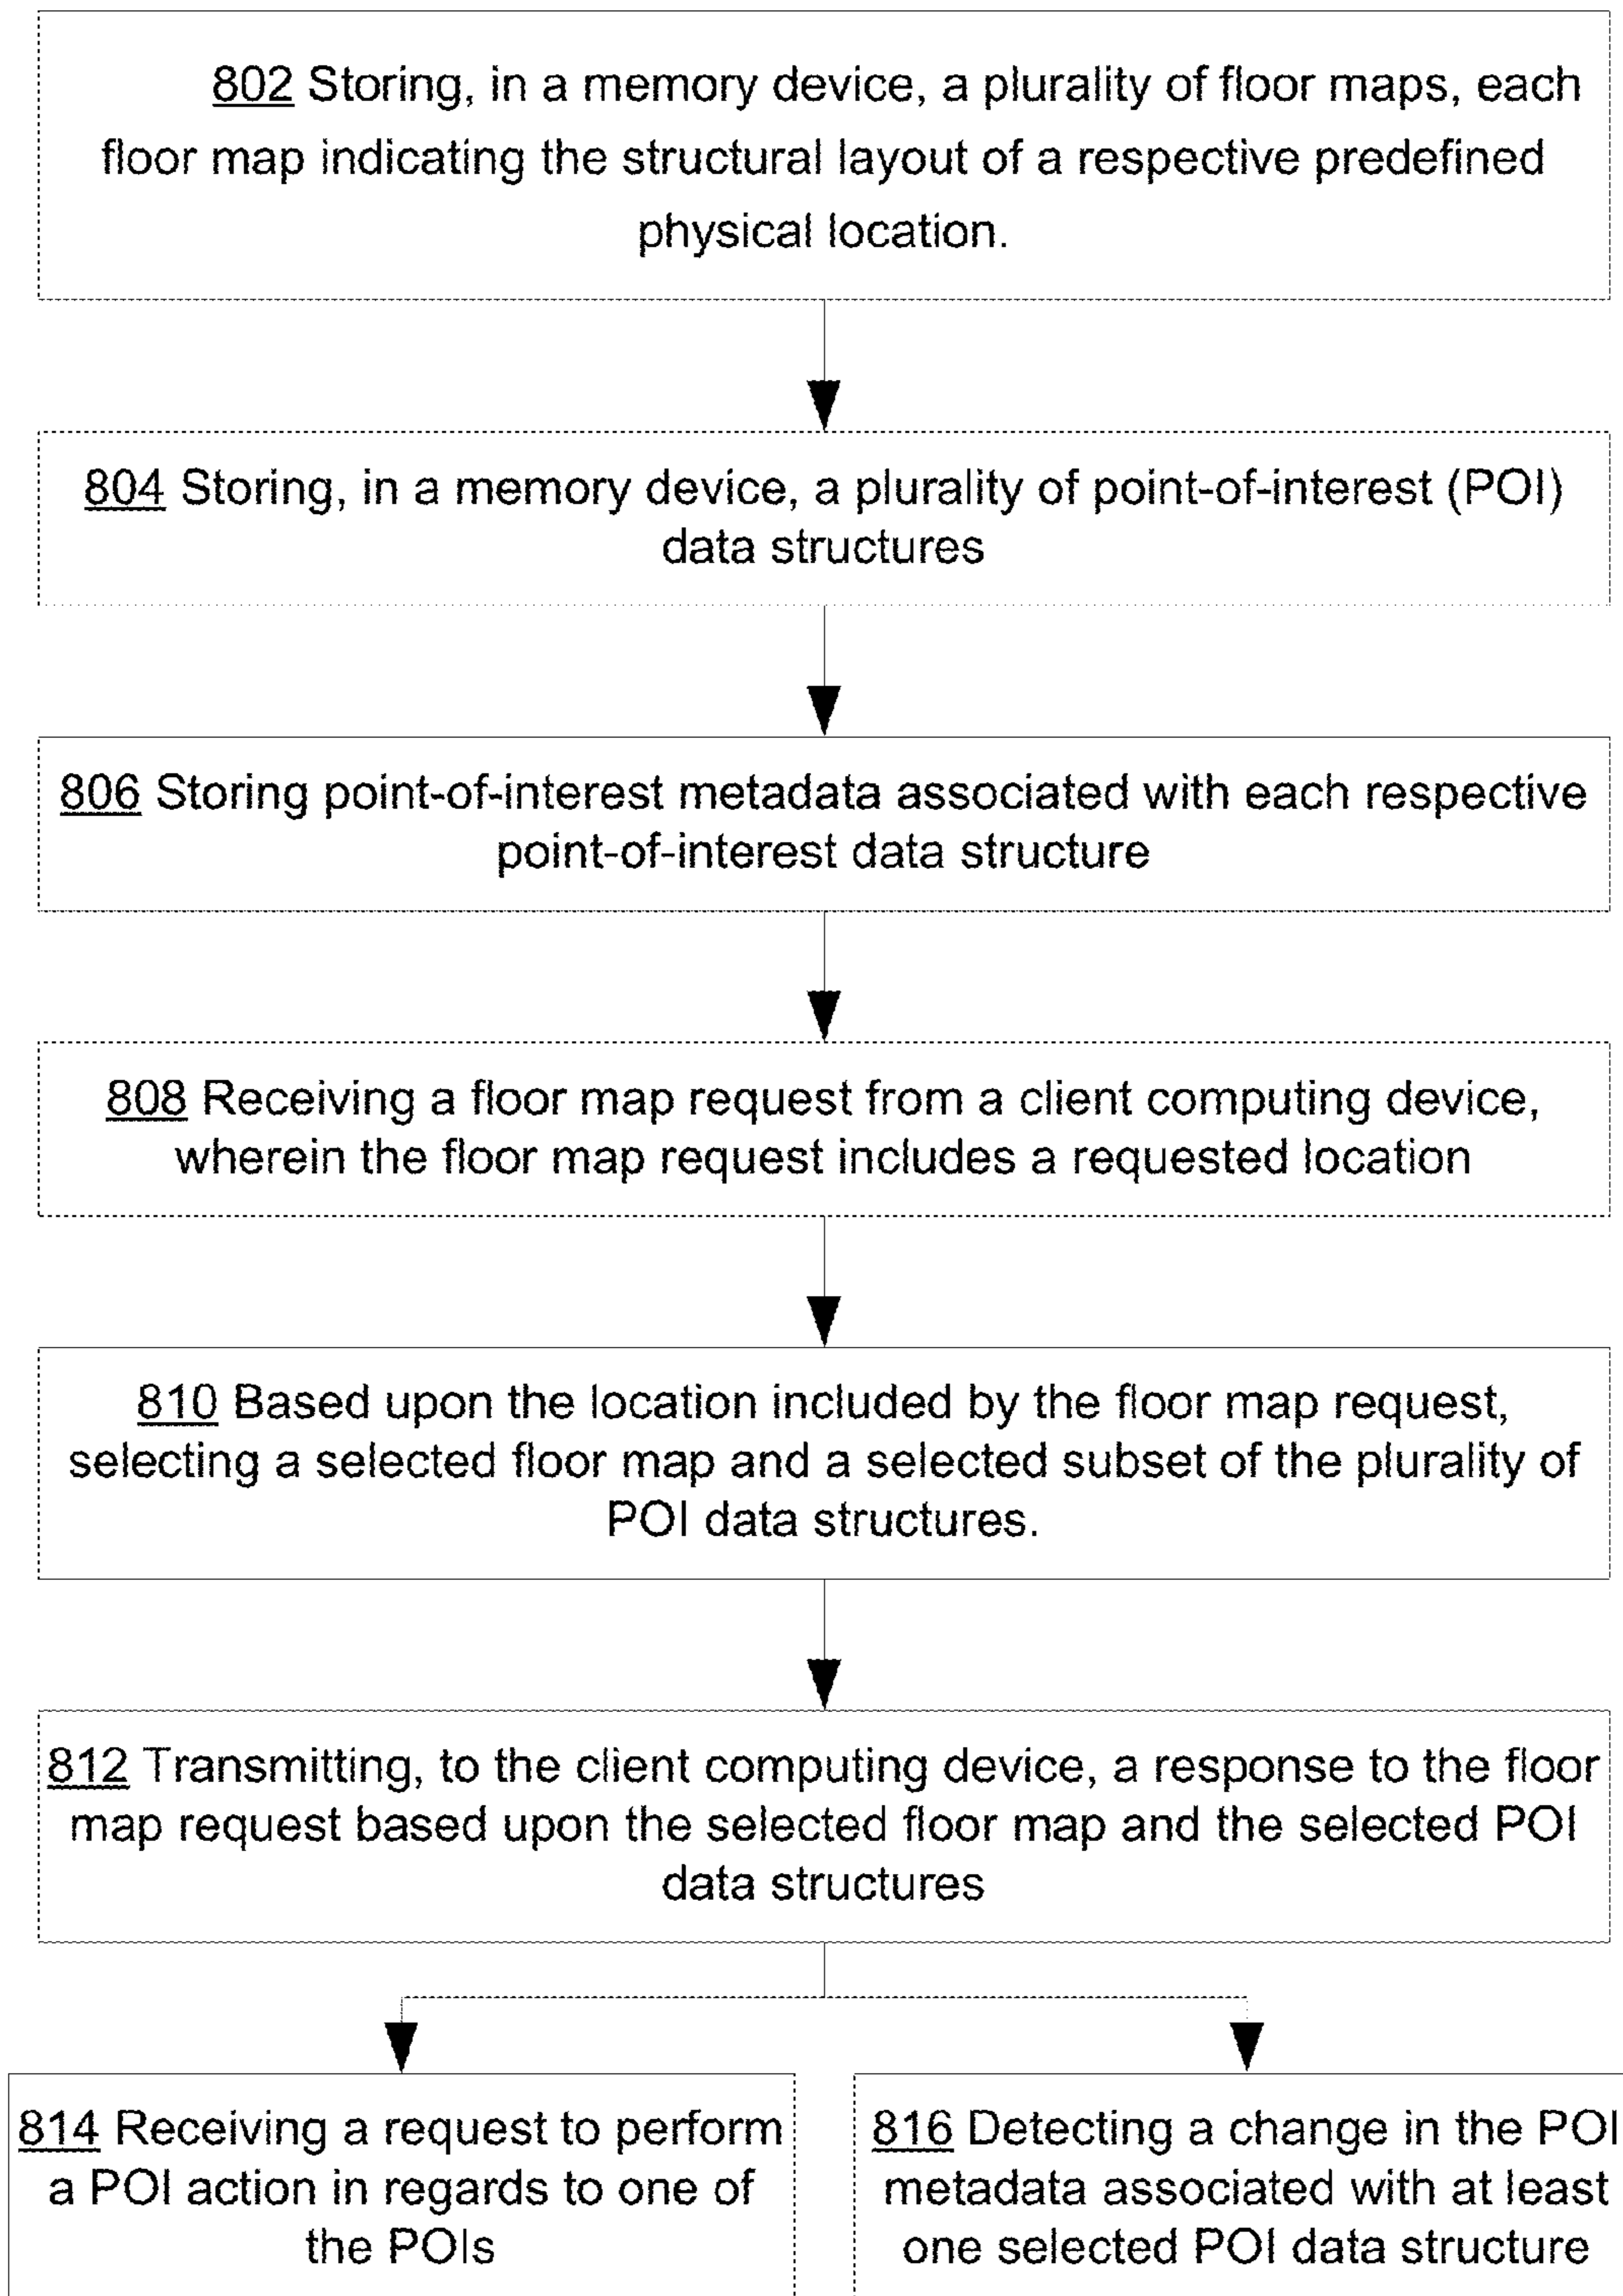 802 Storing, in a memory device, a plurality of floor maps, each
floor map indicating the structural layout of a respective predefined
physical location.
804 Storing, in a memory device, a plurality of point-of-interest (POI)
data structures
806 Storing point-of-interest metadata associated with each respective
point-of-interest data structure
808 Receiving a floor map request from a client computing device,
wherein the floor map request includes a requested location
810 Based upon the location included by the floor map request,
selecting a selected floor map and a selected subset of the plurality of
POI data structures.
812 Transmitting, to the client computing device, a response to the floor
map request based upon the selected floor map and the selected POI
data structures
814 Receiving a request to perform
a POI action in regards to one of
the POIs
816 Detecting a change in the POI
metadata associated with at least
one selected POI data structure